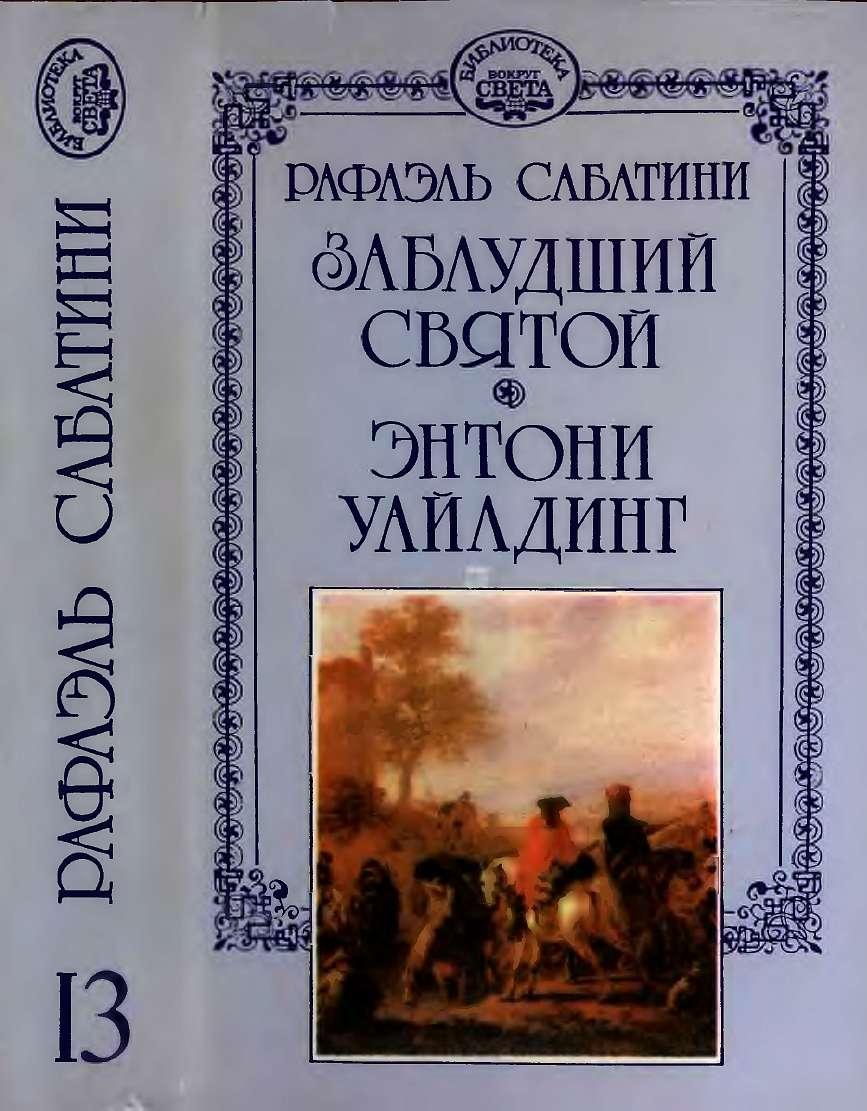 БИБЛИОТЕКА
ВОКРУГ
СВЕТА
РАФАЭЛЬ САБАТИНИ
13
БИБЛИОТЕКА
ВОКРУГ
СВЕТА
РАФАЭЛЬ САБАТИНИ
ЗАБЛУДШИЙ
СВЯТОЙ
ЭНТОНИ
УАЙЛДИНГ